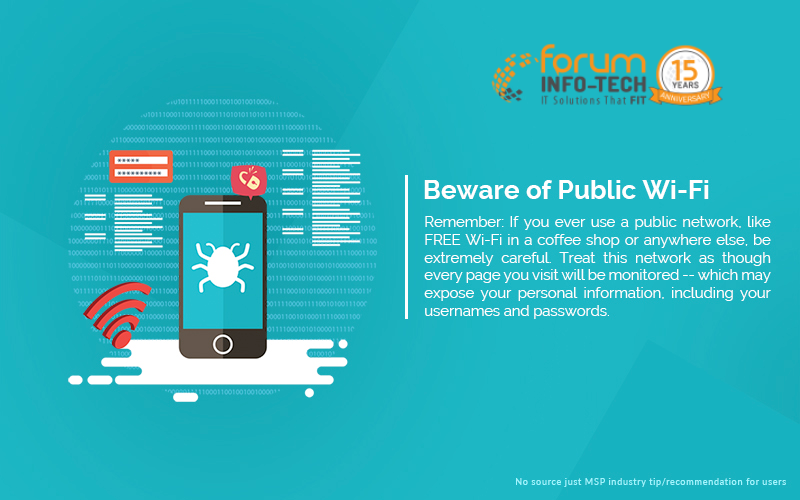 forum
INFO-TECH
IT Solutions That FIT
15
YEARS
ANNIVERSARY
Beware of Public Wi-Fi
Remember: If you ever use a public network, like
FREE Wi-Fi in a coffee shop or anywhere else, be
extremely careful. Treat this network as though
every page you visit will be monitored -- which may
expose your personal information, including your
usernames and passwords.
No source just MSP industry tip/recommendation for users